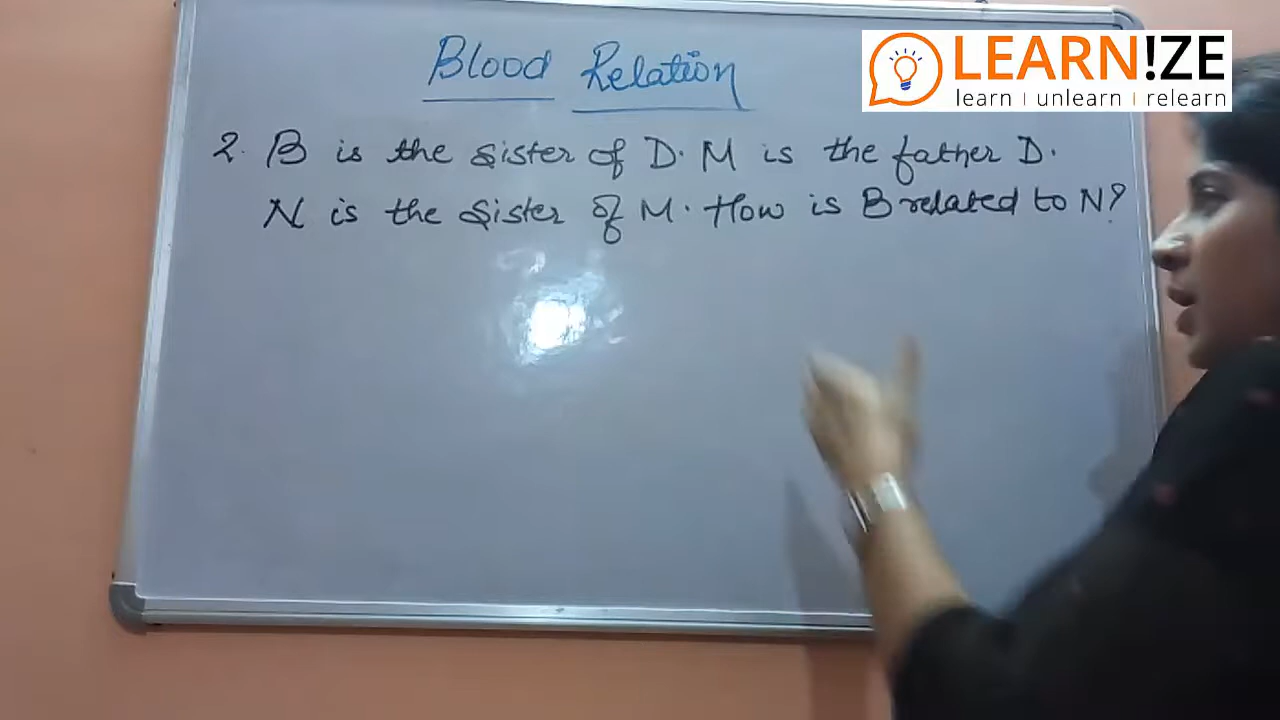 Blood Relation
LEARN!ZE
learn | unlearn | relearn
2. B is the sister of D. M is the father D.
N is the sister of M. How is B related to N?